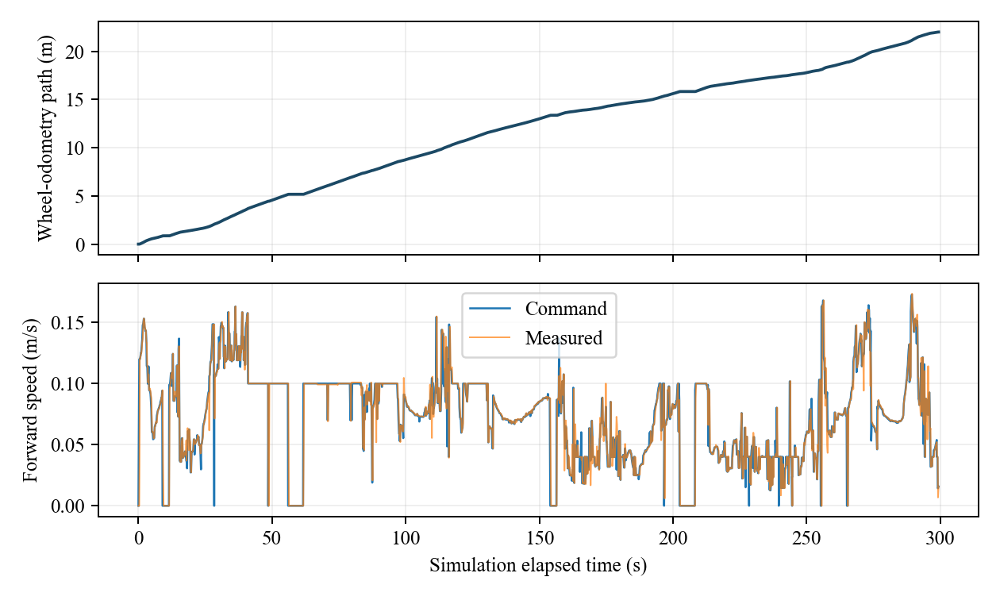 Wheel-odometry path (m)
20
15
10
5
0
Forward speed (m/s)
0.15
0.10
0.05
0.00
Command
Measured
0 50 100 150 200 250 300
Simulation elapsed time (s)